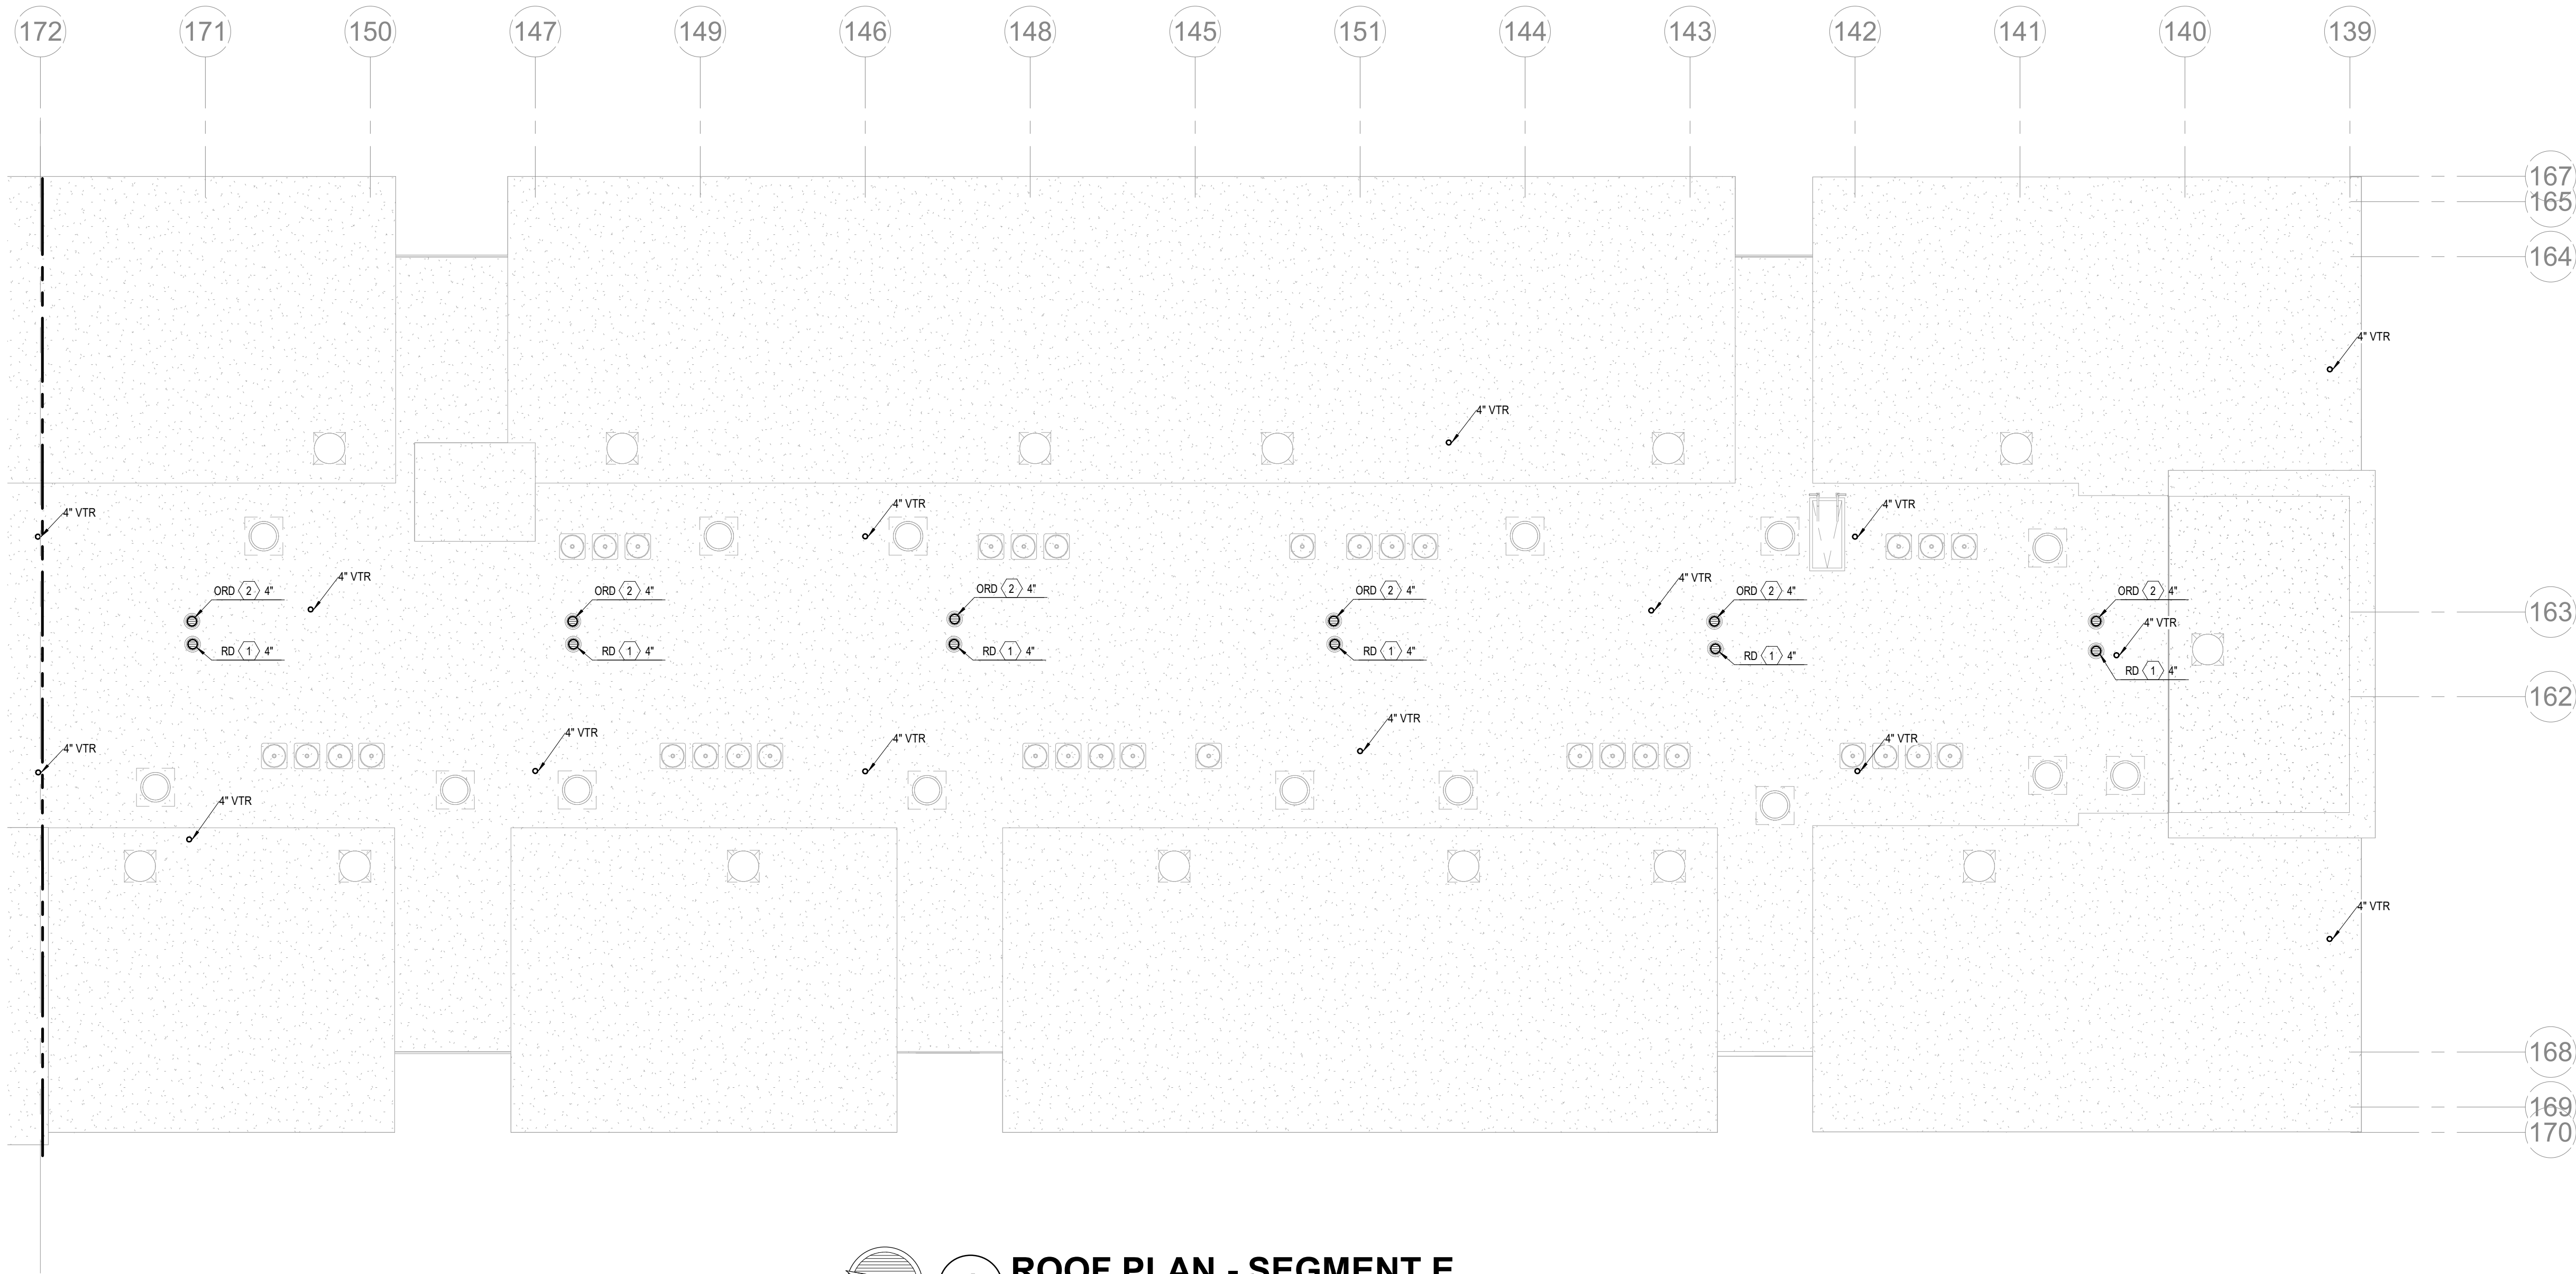 172 171 150 147 149 146 148 145 151 144 143 142 141 140 139
167
165
164
4" VTR
4" VTR
4" VTR
4" VTR
4" VTR
4" VTR
4" VTR
ORD 2 4"
ORD 2 4"
ORD 2 4"
ORD 2 4"
ORD 2 4"
ORD 2 4"
163
4" VTR
RD 1 4"
RD 1 4"
RD 1 4"
RD 1 4"
RD 1 4"
RD 1 4"
162
4" VTR
4" VTR
4" VTR
4" VTR
4" VTR
4" VTR
4" VTR
168
169
170
ROOF PLAN - SEGMENT E